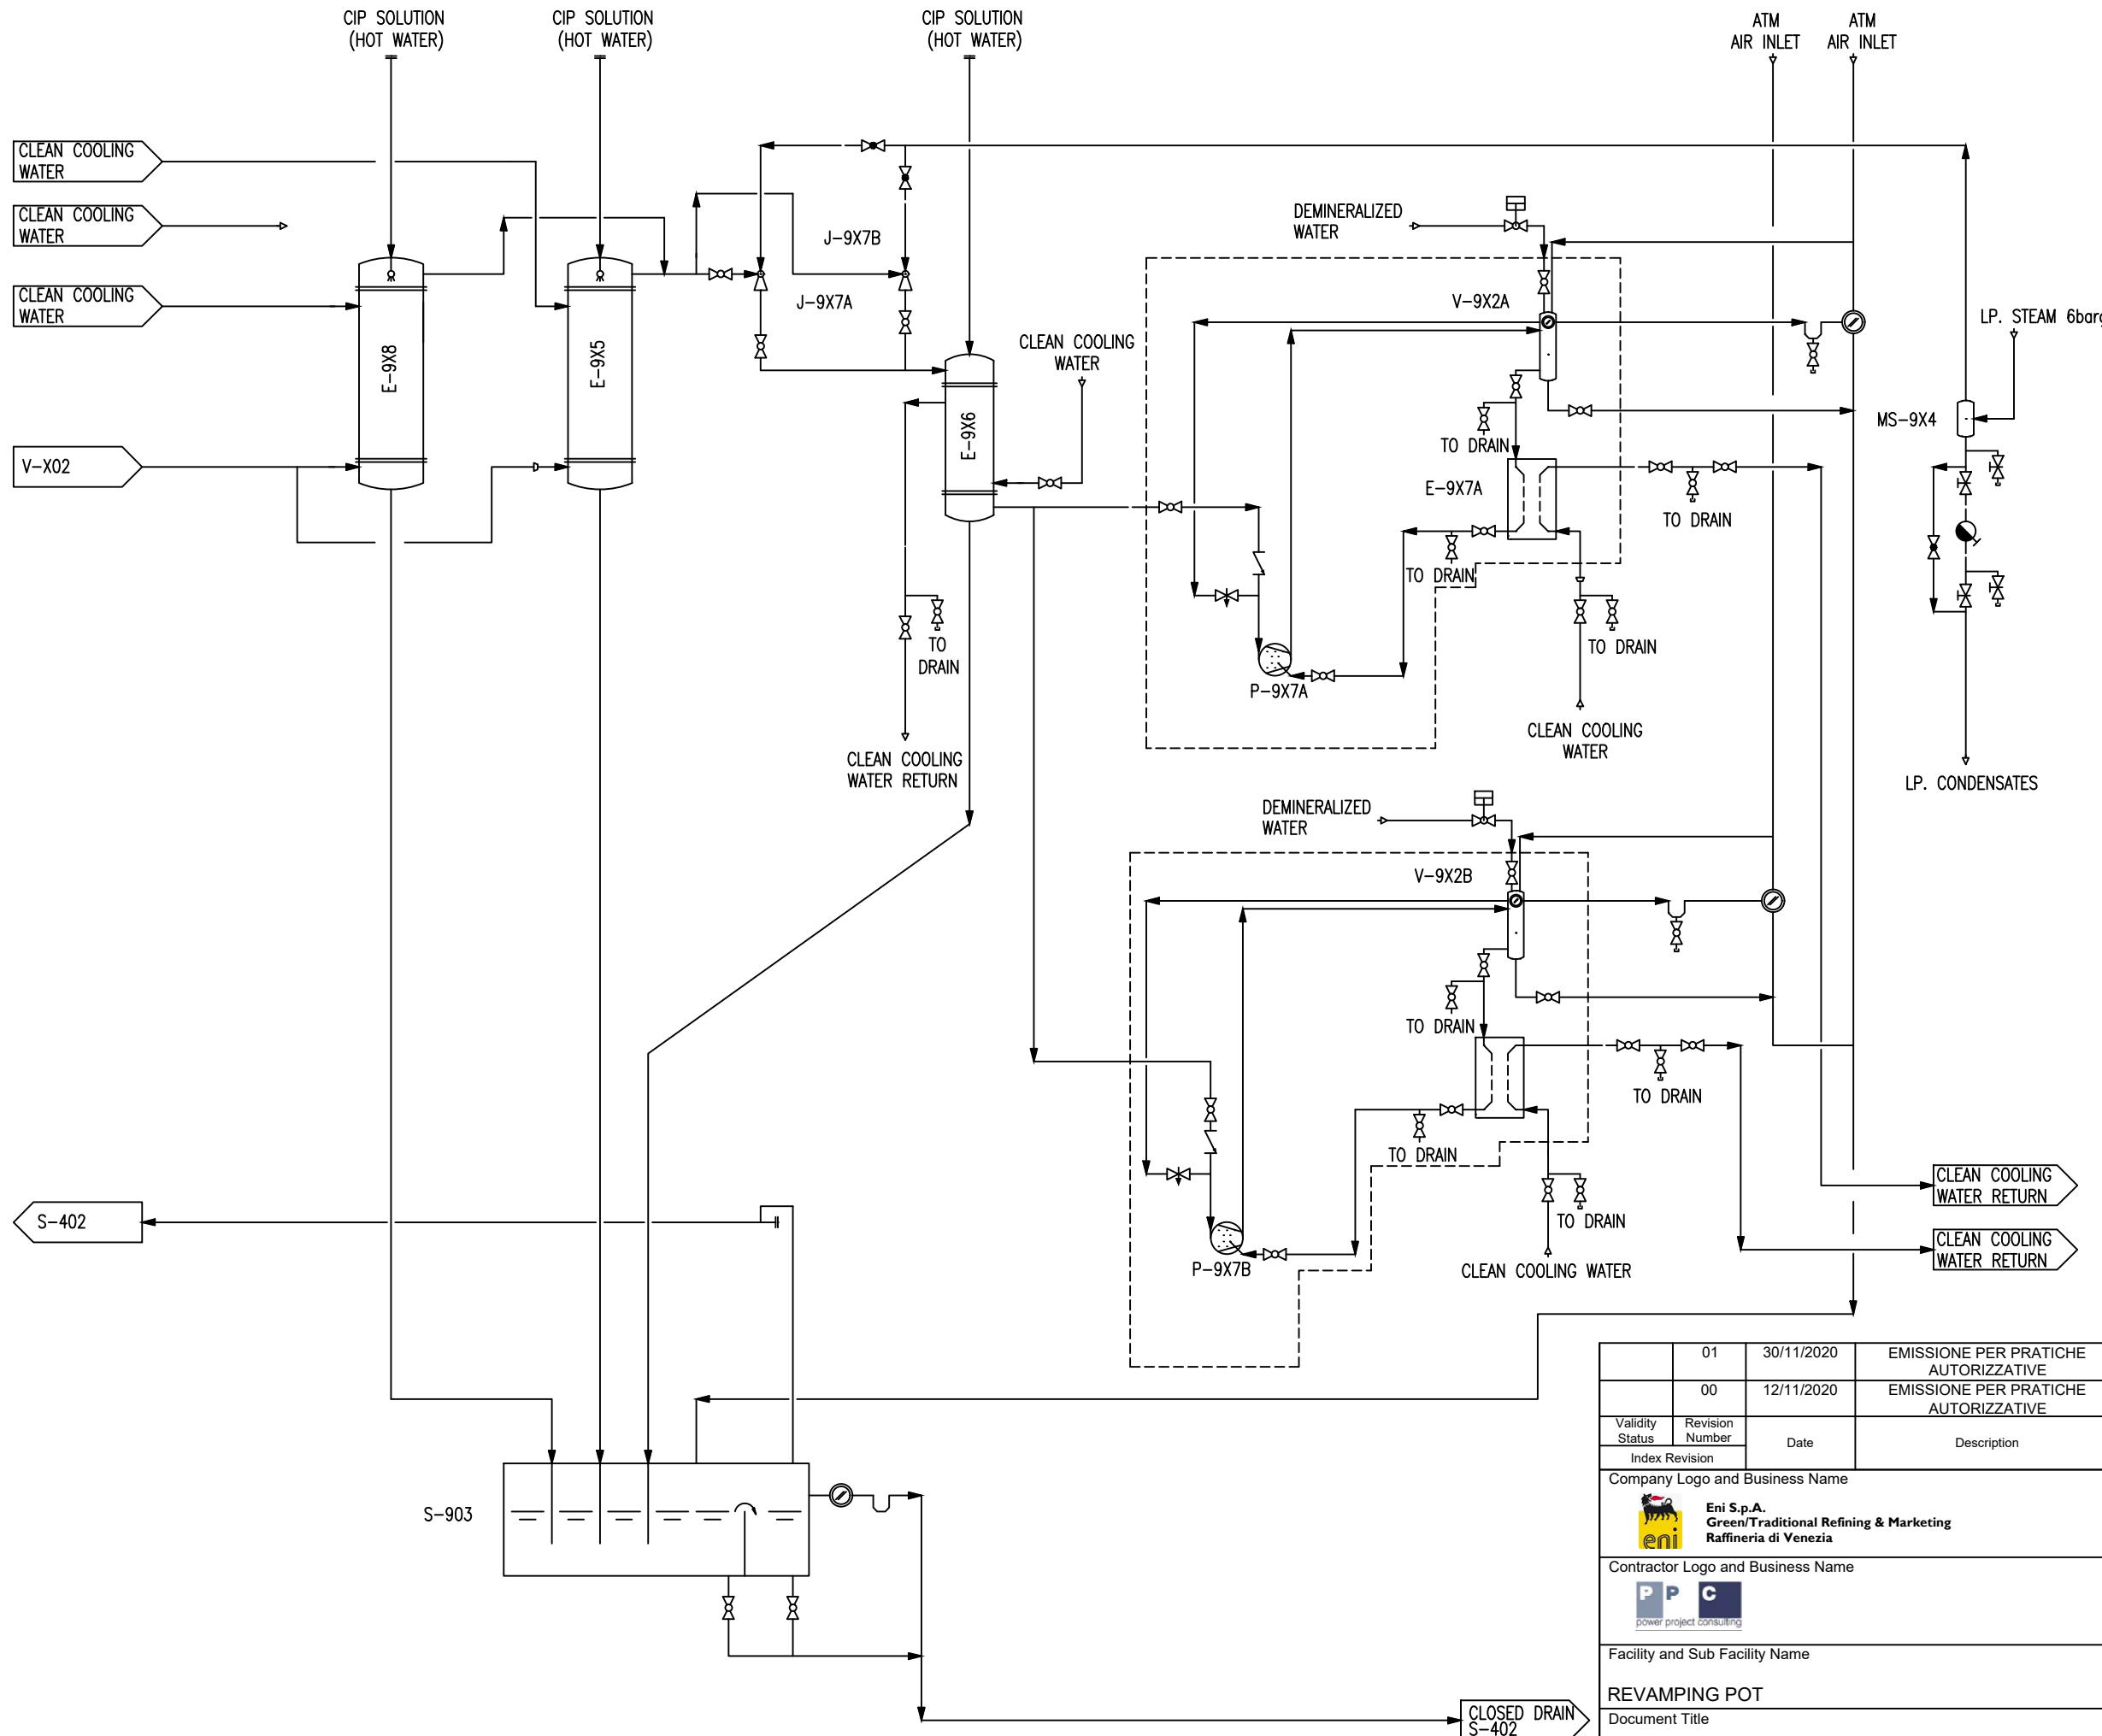 CIP SOLUTION
(HOT WATER)
CIP SOLUTION
(HOT WATER)
CIP SOLUTION
(HOT WATER)
ATM
AIR INLET
ATM
AIR INLET
CLEAN COOLING
WATER
CLEAN COOLING
WATER
CLEAN COOLING
WATER
V-X02
E-9X8
E-9X5
J-9X7B
J-9X7A
CLEAN COOLING
WATER
E-9X6
TO
DRAIN
CLEAN COOLING
WATER RETURN
DEMINERALIZED
WATER
V-9X2A
TO DRAIN
E-9X7A
TO DRAIN
TO DRAIN
TO DRAIN
P-9X7A
CLEAN COOLING
WATER
LP. STEAM 6barg
MS-9X4
LP. CONDENSATES
DEMINERALIZED
WATER
V-9X2B
TO DRAIN
TO DRAIN
TO DRAIN
TO DRAIN
P-9X7B
CLEAN COOLING WATER
CLEAN COOLING
WATER RETURN
CLEAN COOLING
WATER RETURN
S-402
S-903
CLOSED DRAIN
S-402
01 30/11/2020 EMISSIONE PER PRATICHE
AUTORIZZATIVE
00 12/11/2020 EMISSIONE PER PRATICHE
AUTORIZZATIVE
Validity
Status
Revision
Number
Date
Description
Index Revision
Company Logo and Business Name
eni
Eni S.p.A.
Green/Traditional Refining & Marketing
Raffineria di Venezia
Contractor Logo and Business Name
P P C
power project consulting
Facility and Sub Facility Name
REVAMPING POT
Document Title